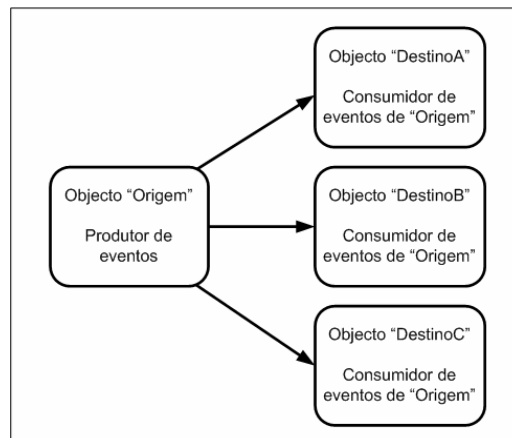 Objecto “DestinoA”
Consumidor de
eventos de “Origem”
Objecto “Origem”
Produtor de
eventos
Objecto “DestinoB”
Consumidor de
eventos de “Origem”
Objecto “DestinoC”
Consumidor de
eventos de “Origem”